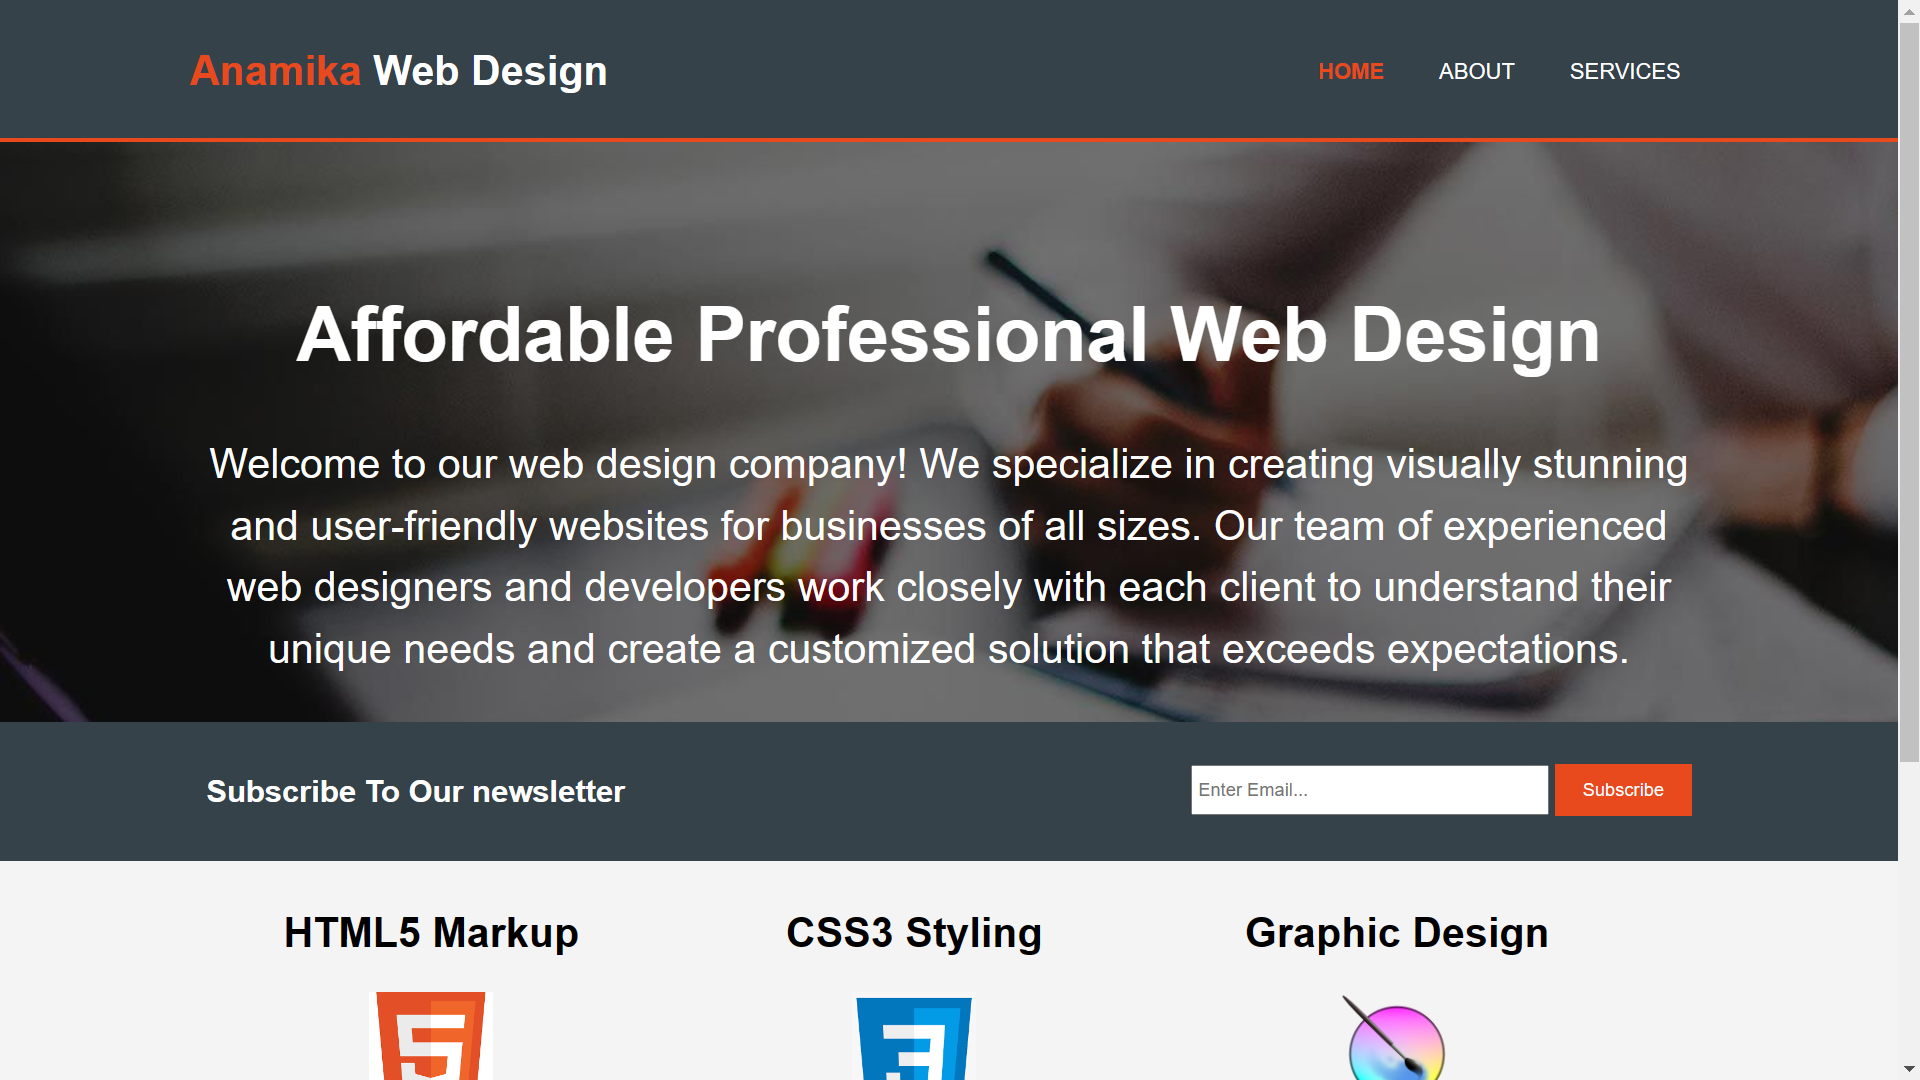 Anamika Web Design
HOME ABOUT SERVICES
Affordable Professional Web Design
Welcome to our web design company! We specialize in creating visually stunning
and user-friendly websites for businesses of all sizes. Our team of experienced
web designers and developers work closely with each client to understand their
unique needs and create a customized solution that exceeds expectations.
Subscribe To Our newsletter
Enter Email...
Subscribe
HTML5 Markup
CSS3 Styling
Graphic Design